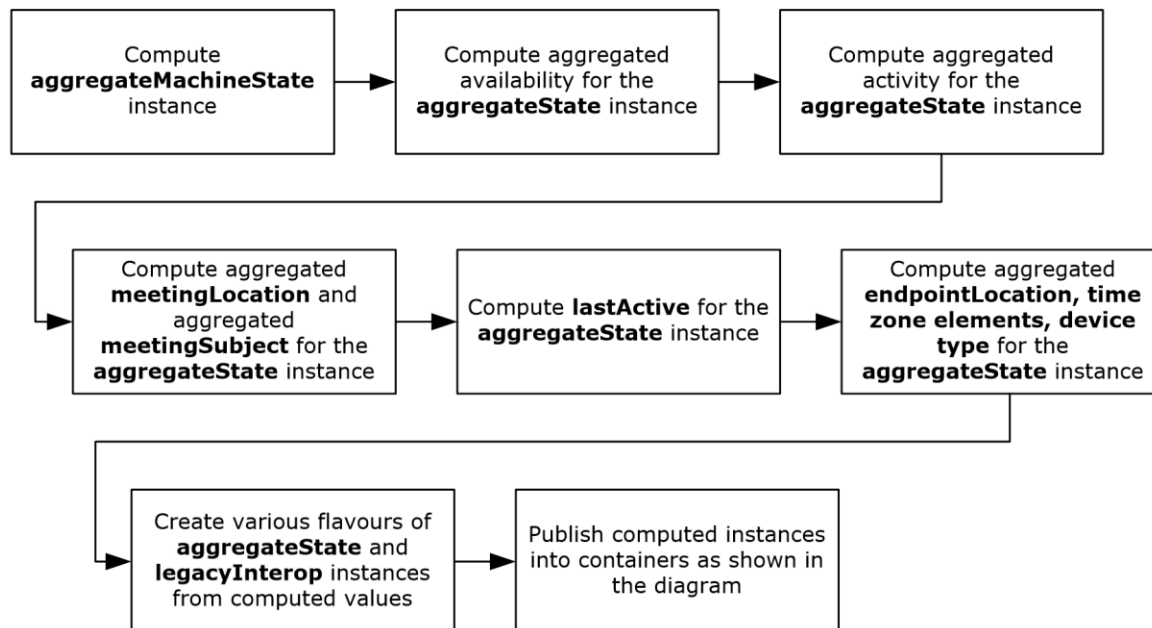 Compute
aggregateMachineState
instance
Compute aggregated
availability for the
aggregateState instance
Compute aggregated
activity for the
aggregateState instance
Compute aggregated
meetingLocation and
aggregated
meetingSubject for the
aggregateState instance
Compute lastActive for the
aggregateState instance
Compute aggregated
endpointLocation, time
zone elements, device
type for the
aggregateState instance
Create various flavours of
aggregateState and
legacyInterop instances
from computed values
Publish computed instances
into containers as shown in
the diagram